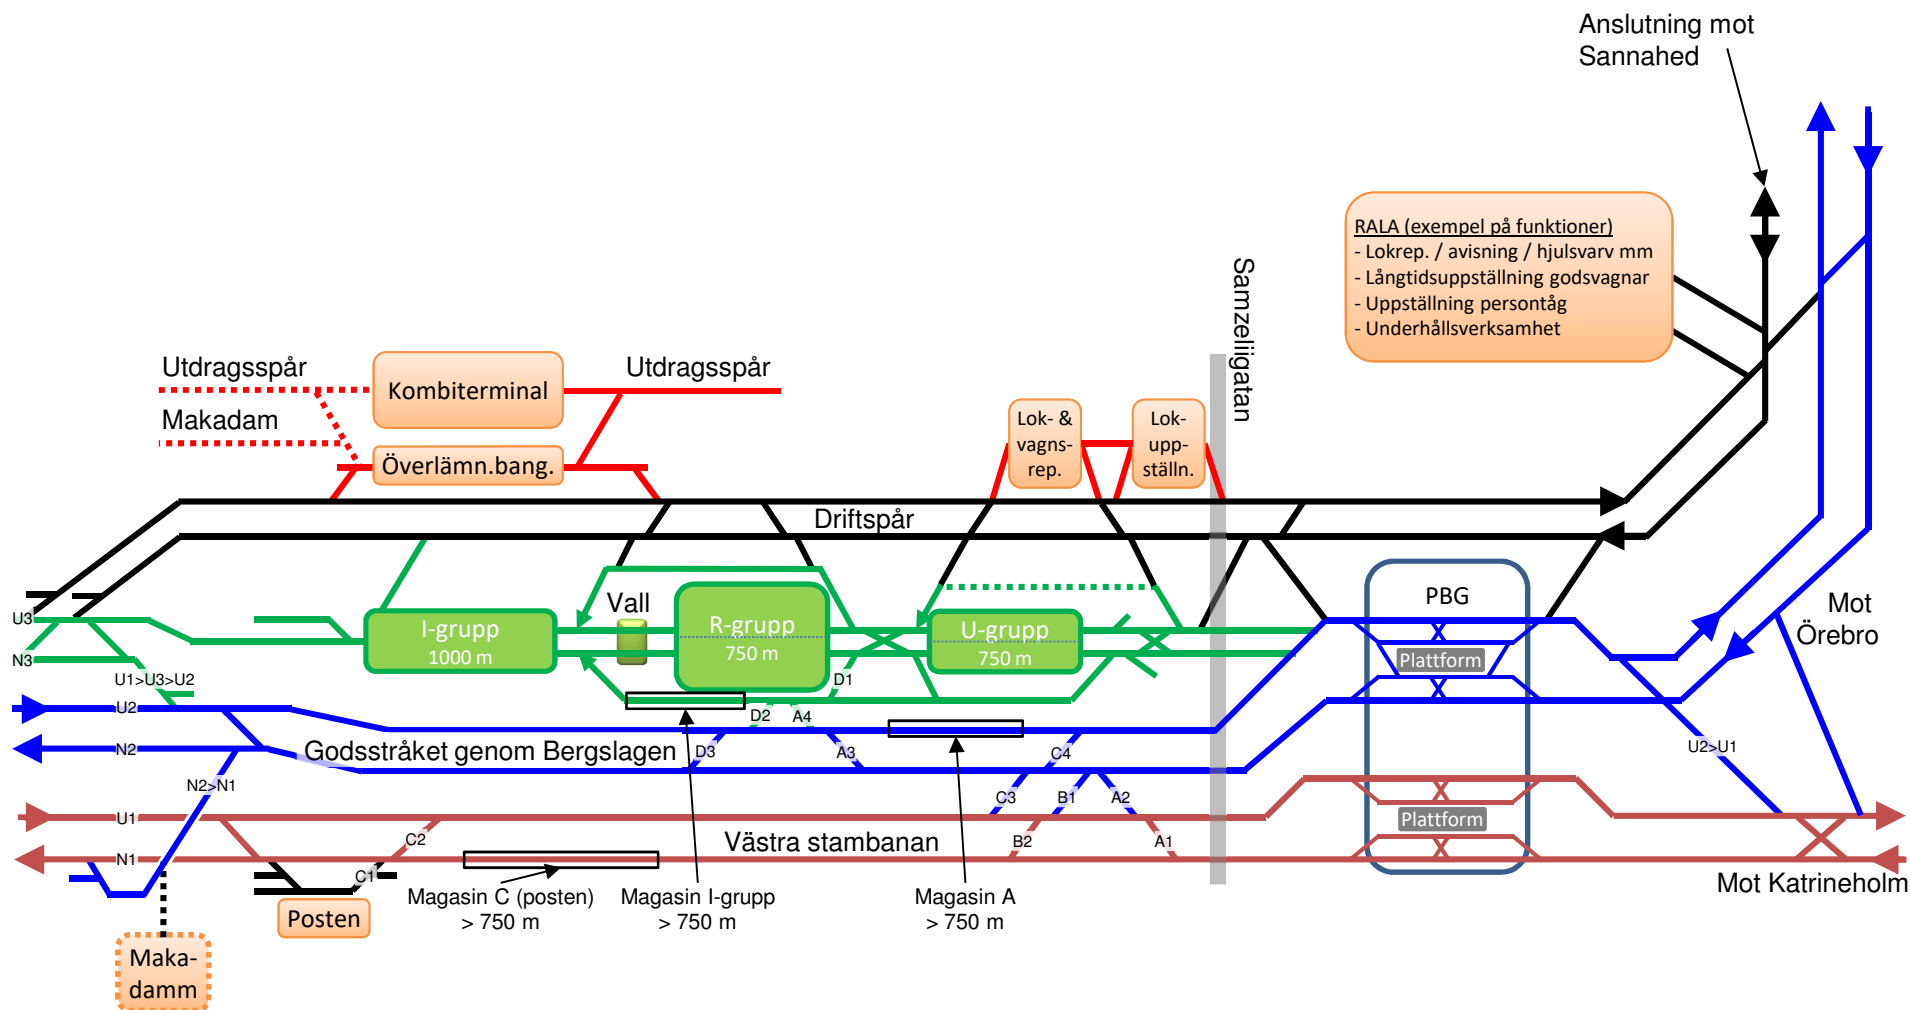 Anslutning mot
Sannahed
RALA (exempel på funktioner)
- Lokrep. / avisning / hjulsvarv mm
- Långtidsuppställning godsvagnar
- Uppställning persontåg
- Underhållsverksamhet
Samzeliigatan
Utdragsspår
Kombiterminal
Utdragsspår
Makadam
Överlämn.bang.
Lok- &
vagns-
rep.
Lok-
upp-
ställn.
Driftspår
U3
N3
I-grupp
1000 m
Vall
R-grupp
750 m
U-grupp
750 m
PBG
Plattform
Mot
Örebro
U1>U3>U2
D1
U2
D2
A4
N2
Godsstråket genom Bergslagen
D3
A3
C4
U2>U1
N2>N1
C3
B1
A2
U1
C2
Västra stambanan
B2
A1
Plattform
N1
C1
Mot Katrineholm
Magasin C (posten)
> 750 m
Magasin I-grupp
> 750 m
Magasin A
> 750 m
Posten
Maka-
damm